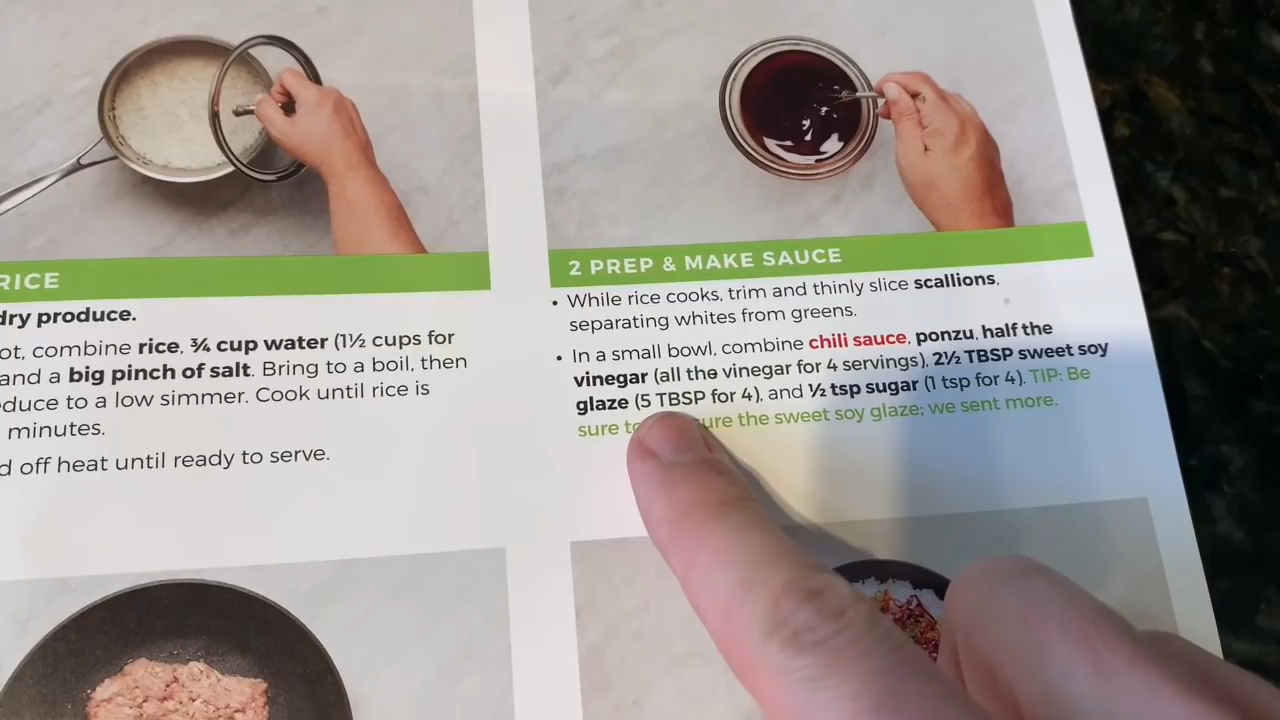 RICE
dry produce.
ot, combine rice, ¾ cup water (1½ cups for
and a big pinch of salt. Bring to a boil, then
educe to a low simmer. Cook until rice is
minutes.
d off heat until ready to serve.
2 PREP & MAKE SAUCE
• While rice cooks, trim and thinly slice scallions,
separating whites from greens.
• In a small bowl, combine chili sauce, ponzu, half the
vinegar (all the vinegar for 4 servings), 2½ TBSP sweet soy
glaze (5 TBSP for 4), and ½ tsp sugar (1 tsp for 4). TIP: Be
sure to ure the sweet soy glaze; we sent more.